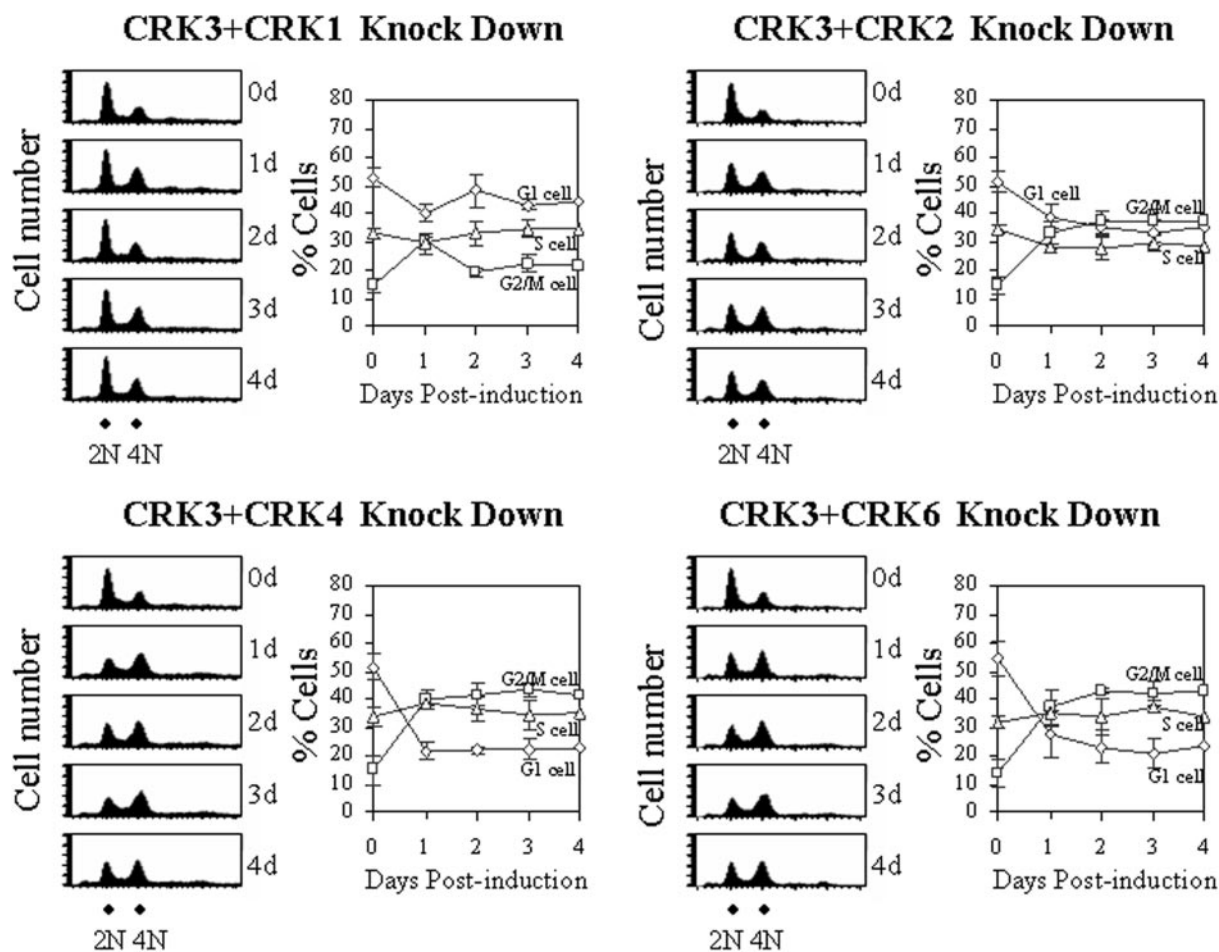 CRK3+CRK1 Knock Down
Cell number
0d
1d
2d
3d
4d
2N 4N
% Cells
80
70
60
50
40
30
20
10
0
G1 cell
S cell
G2/M cell
0 1 2 3 4
Days Post-induction
CRK3+CRK2 Knock Down
Cell number
0d
1d
2d
3d
4d
2N 4N
% Cells
80
70
60
50
40
30
20
10
0
G1 cell
G2/M cell
S cell
0 1 2 3 4
Days Post-induction
CRK3+CRK4 Knock Down
Cell number
0d
1d
2d
3d
4d
2N 4N
% Cells
80
70
60
50
40
30
20
10
0
G2/M cell
S cell
G1 cell
0 1 2 3 4
Days Post-induction
CRK3+CRK6 Knock Down
Cell number
0d
1d
2d
3d
4d
2N 4N
% Cells
80
70
60
50
40
30
20
10
0
G2/M cell
S cell
G1 cell
0 1 2 3 4
Days Post-induction